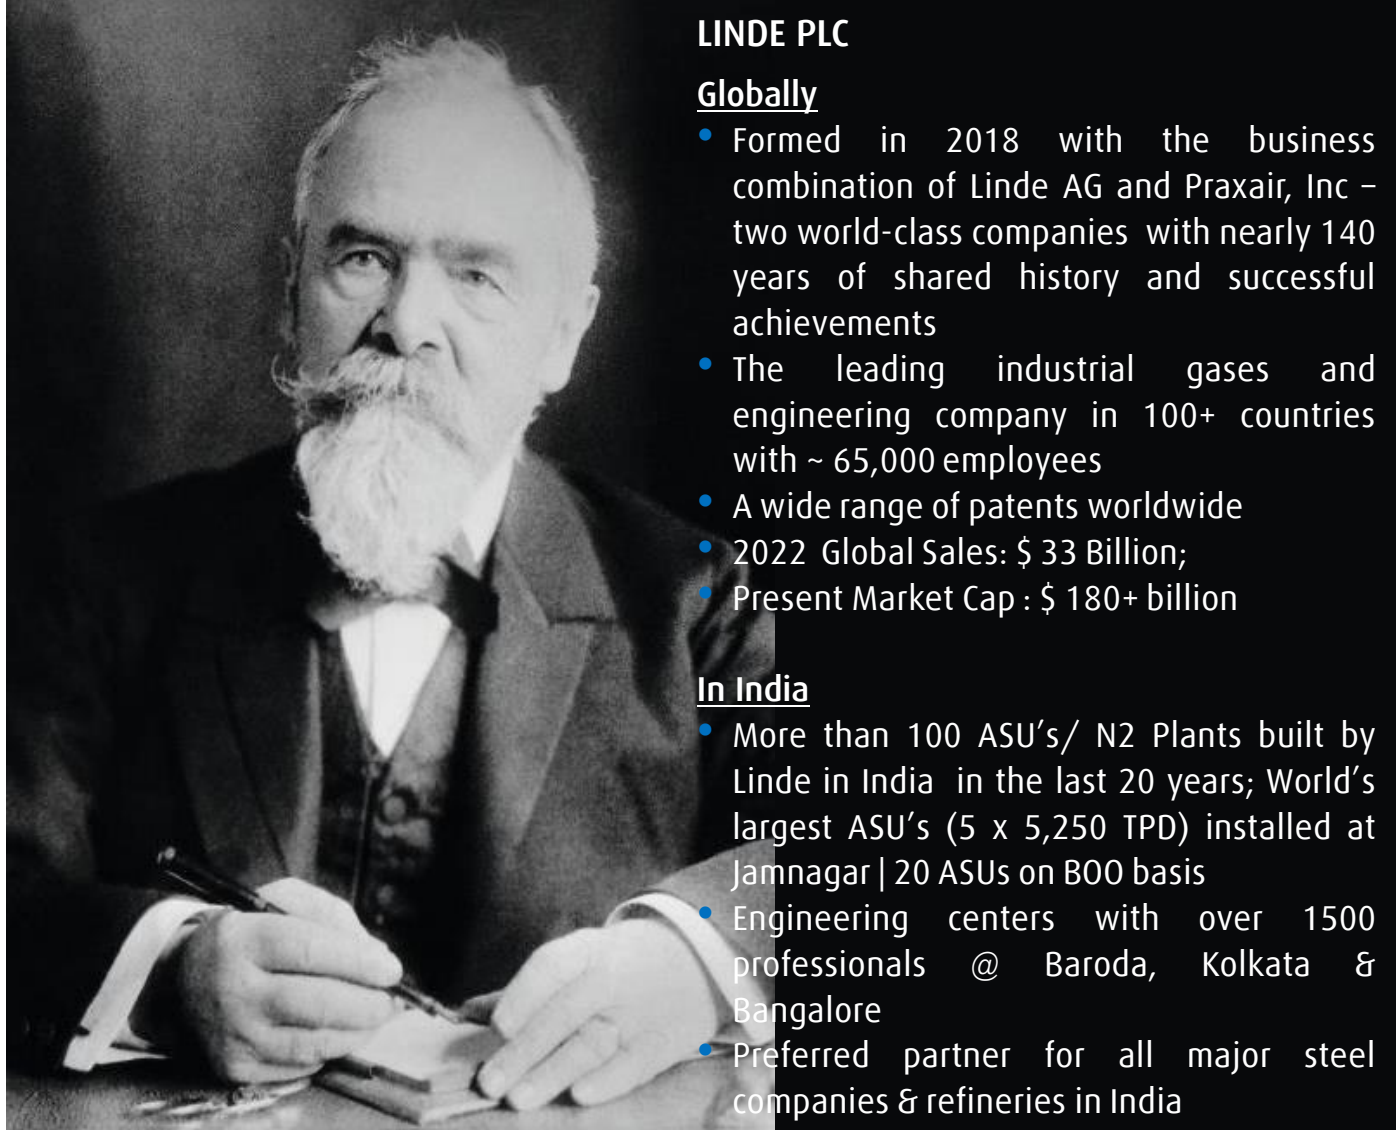 LINDE PLC
Globally
• Formed in 2018 with the business
combination of Linde AG and Praxair, Inc –
two world-class companies with nearly 140
years of shared history and successful
achievements
• The leading industrial gases and
engineering company in 100+ countries
with ~ 65,000 employees
• A wide range of patents worldwide
• 2022 Global Sales: $ 33 Billion;
• Present Market Cap : $ 180+ billion
In India
• More than 100 ASU’s/ N2 Plants built by
Linde in India in the last 20 years; World’s
largest ASU’s (5 x 5,250 TPD) installed at
Jamnagar | 20 ASUs on BOO basis
• Engineering centers with over 1500
professionals @ Baroda, Kolkata &
Bangalore
• Preferred partner for all major steel
companies & refineries in India